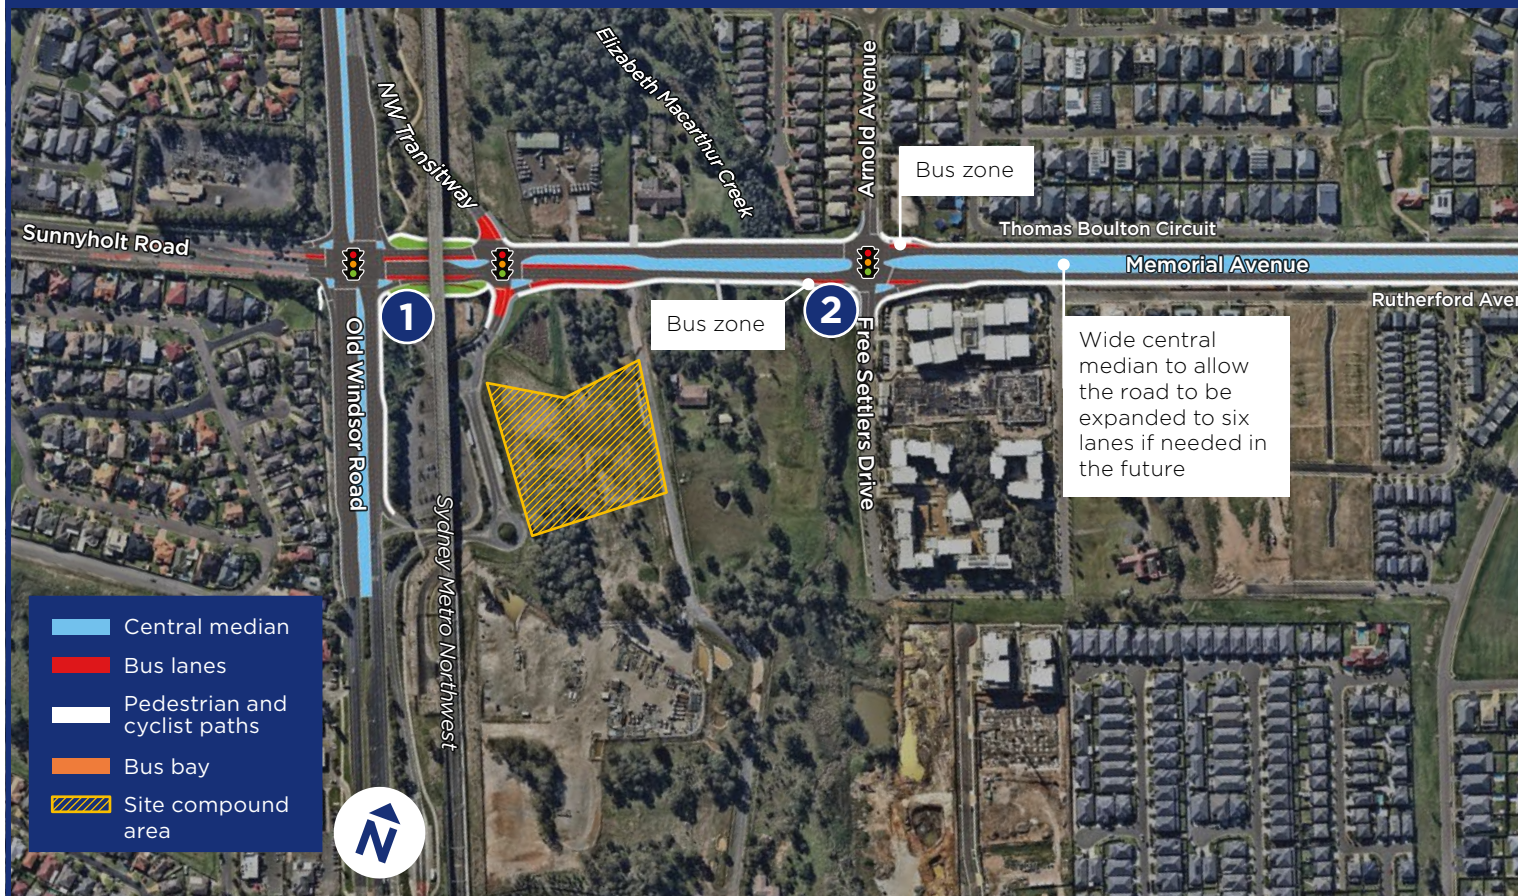 Elizabeth Macarthur Creek
NW Transitway
Arnold Avenue
Bus zone
Sunnyholt Road
Thomas Boulton Circuit
Memorial Avenue
Rutherford Aven
1
2
Bus zone
Old Windsor Road
Free Settlers Drive
Wide central
median to allow
the road to be
expanded to six
lanes if needed in
the future
Sydney Metro Northwest
Central median
Bus lanes
Pedestrian and
cyclist paths
Bus bay
Site compound
area
N